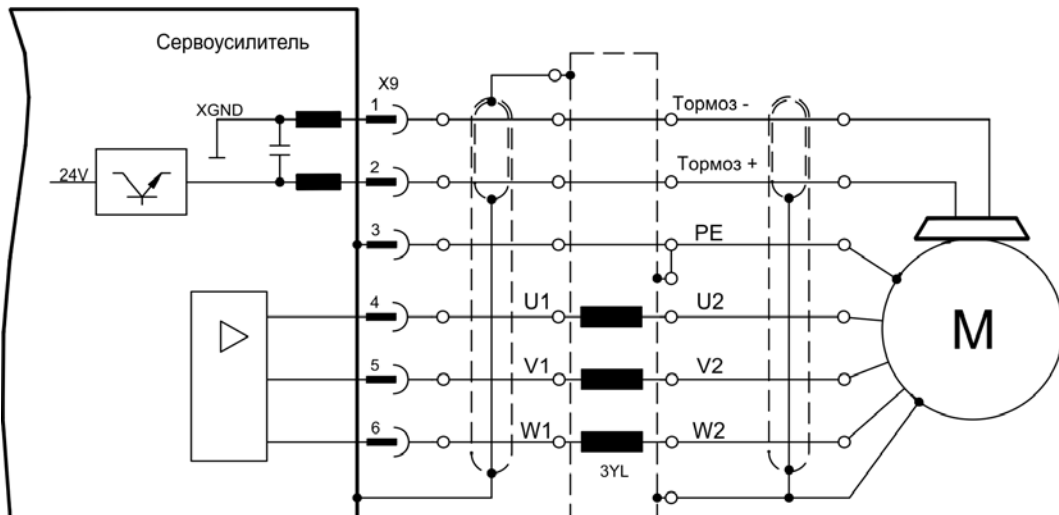 Сервоусилитель
X9
XGND
1
Тормоз -
24V
2
Тормоз +
3
PE
4
U1
U2
M
5
V1
V2
6
W1
W2
3YL